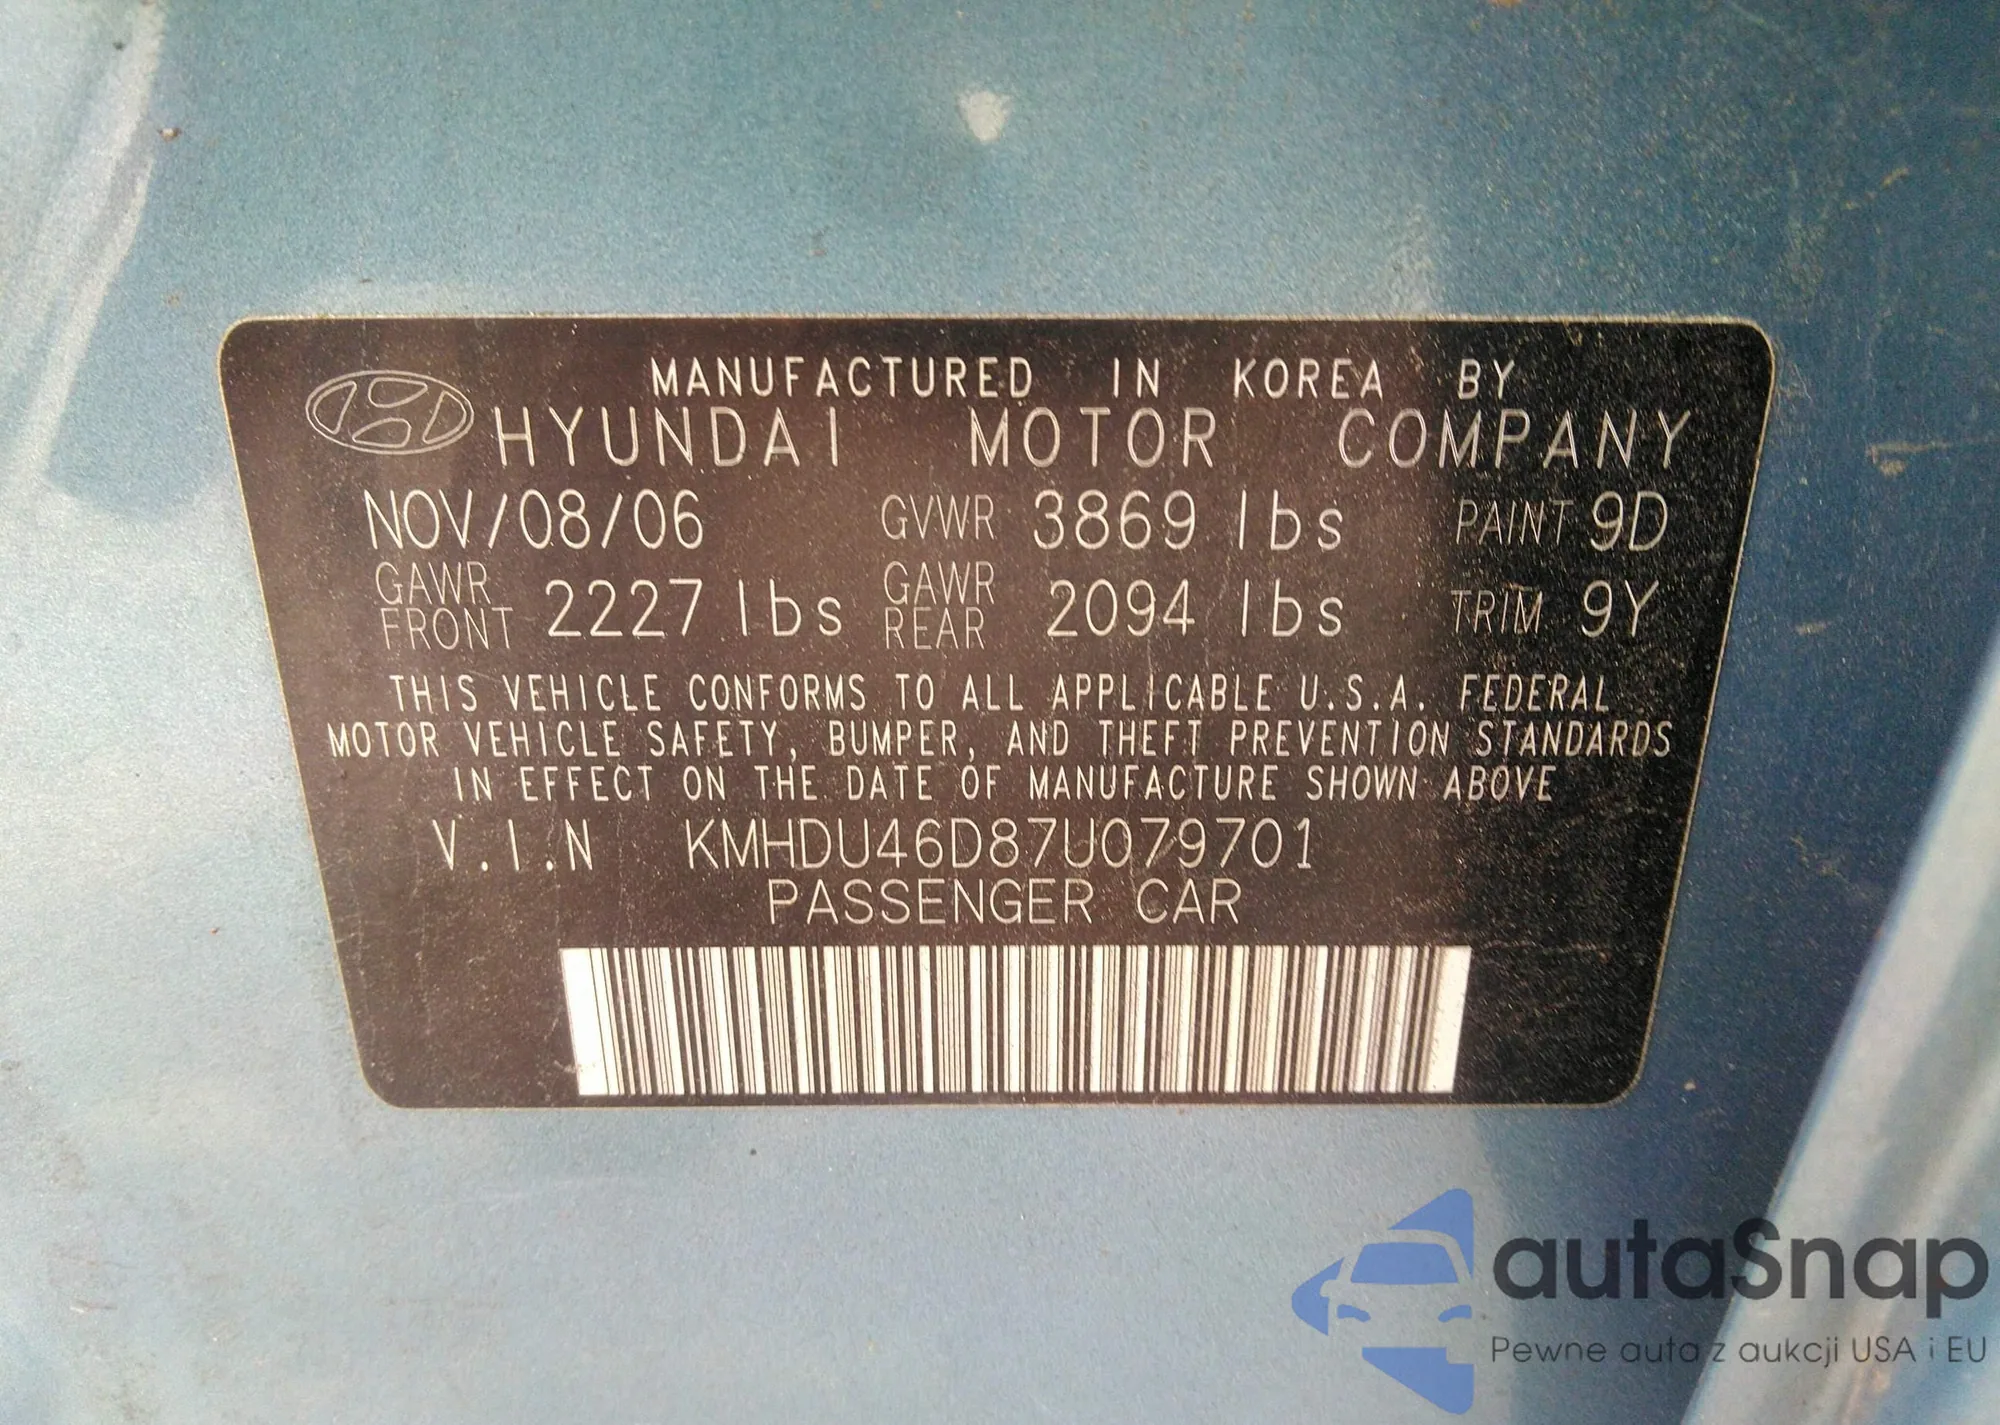 MANUFACTURED IN KOREA BY
HYUNDAI MOTOR COMPANY
NOV/08/06 GVWR 3869 lbs PAINT 9D
GAWR FRONT 2227 lbs GAWR REAR 2094 lbs TRIM 9Y
THIS VEHICLE CONFORMS TO ALL APPLICABLE U.S.A. FEDERAL
MOTOR VEHICLE SAFETY, BUMPER, AND THEFT PREVENTION STANDARDS
IN EFFECT ON THE DATE OF MANUFACTURE SHOWN ABOVE
V.I.N KMHDU46D87U079701
PASSENGER CAR
autaSnap
Pewne auta z aukcji USA i EU